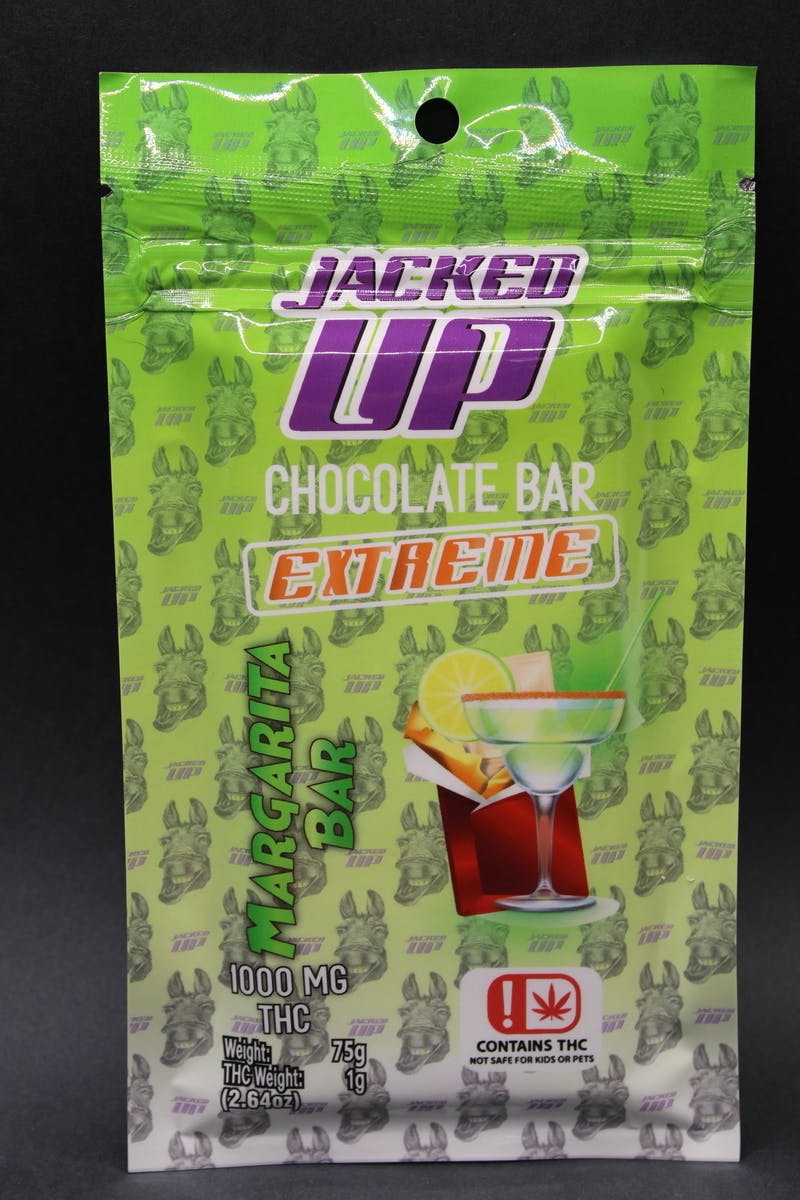 JACKED
UP
CHOCOLATE BAR
EXTREME
MARGARITA
BAR
1000 MG
THC
Weight: 75g
THC Weight: 1g
(2.64oz)
!
CONTAINS THC
NOT SAFE FOR KIDS OR PETS